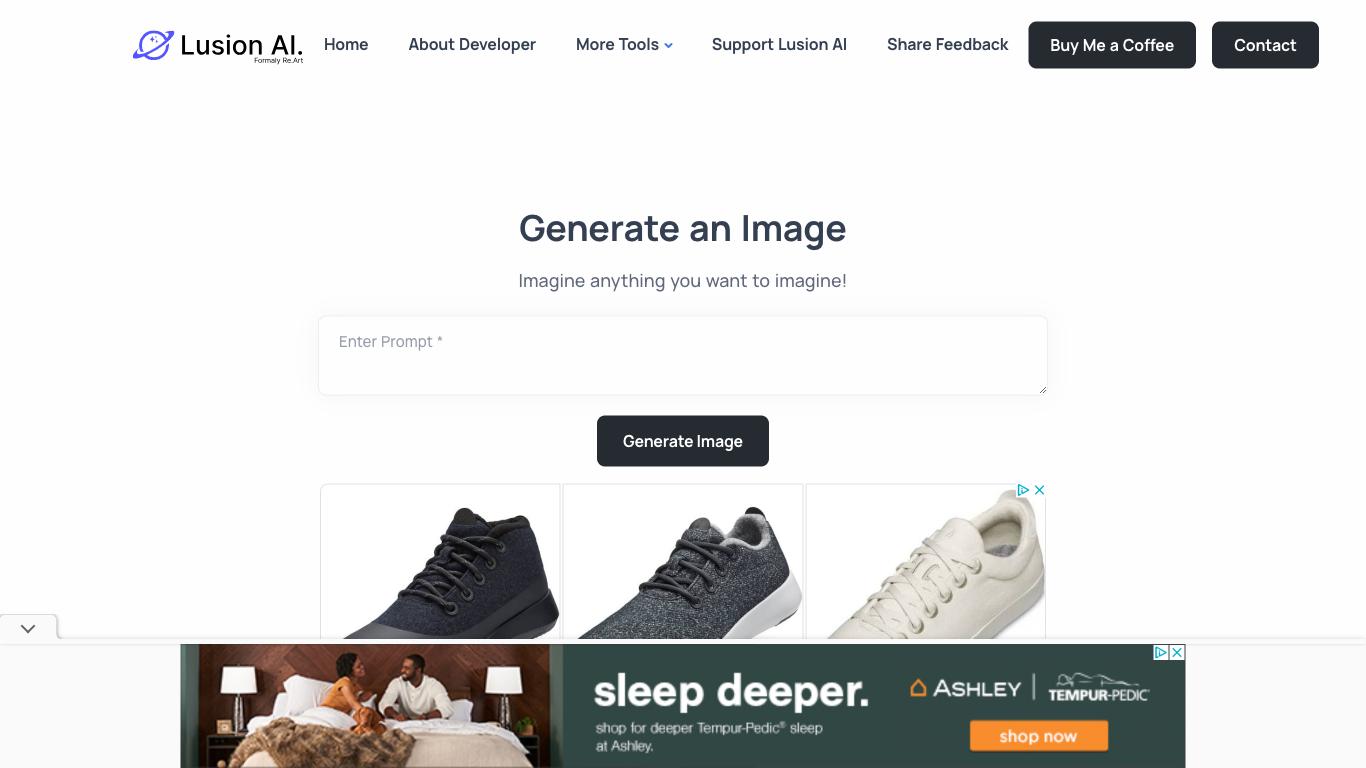 Lusion AI.
Formaly Re.Art
Home
About Developer
More Tools
Support Lusion AI
Share Feedback
Buy Me a Coffee
Contact
Generate an Image
Imagine anything you want to imagine!
Enter Prompt *
Generate Image
sleep deeper.
shop for deeper Tempur-Pedic® sleep
at Ashley.
ASHLEY
TEMPUR-PEDIC®
shop now